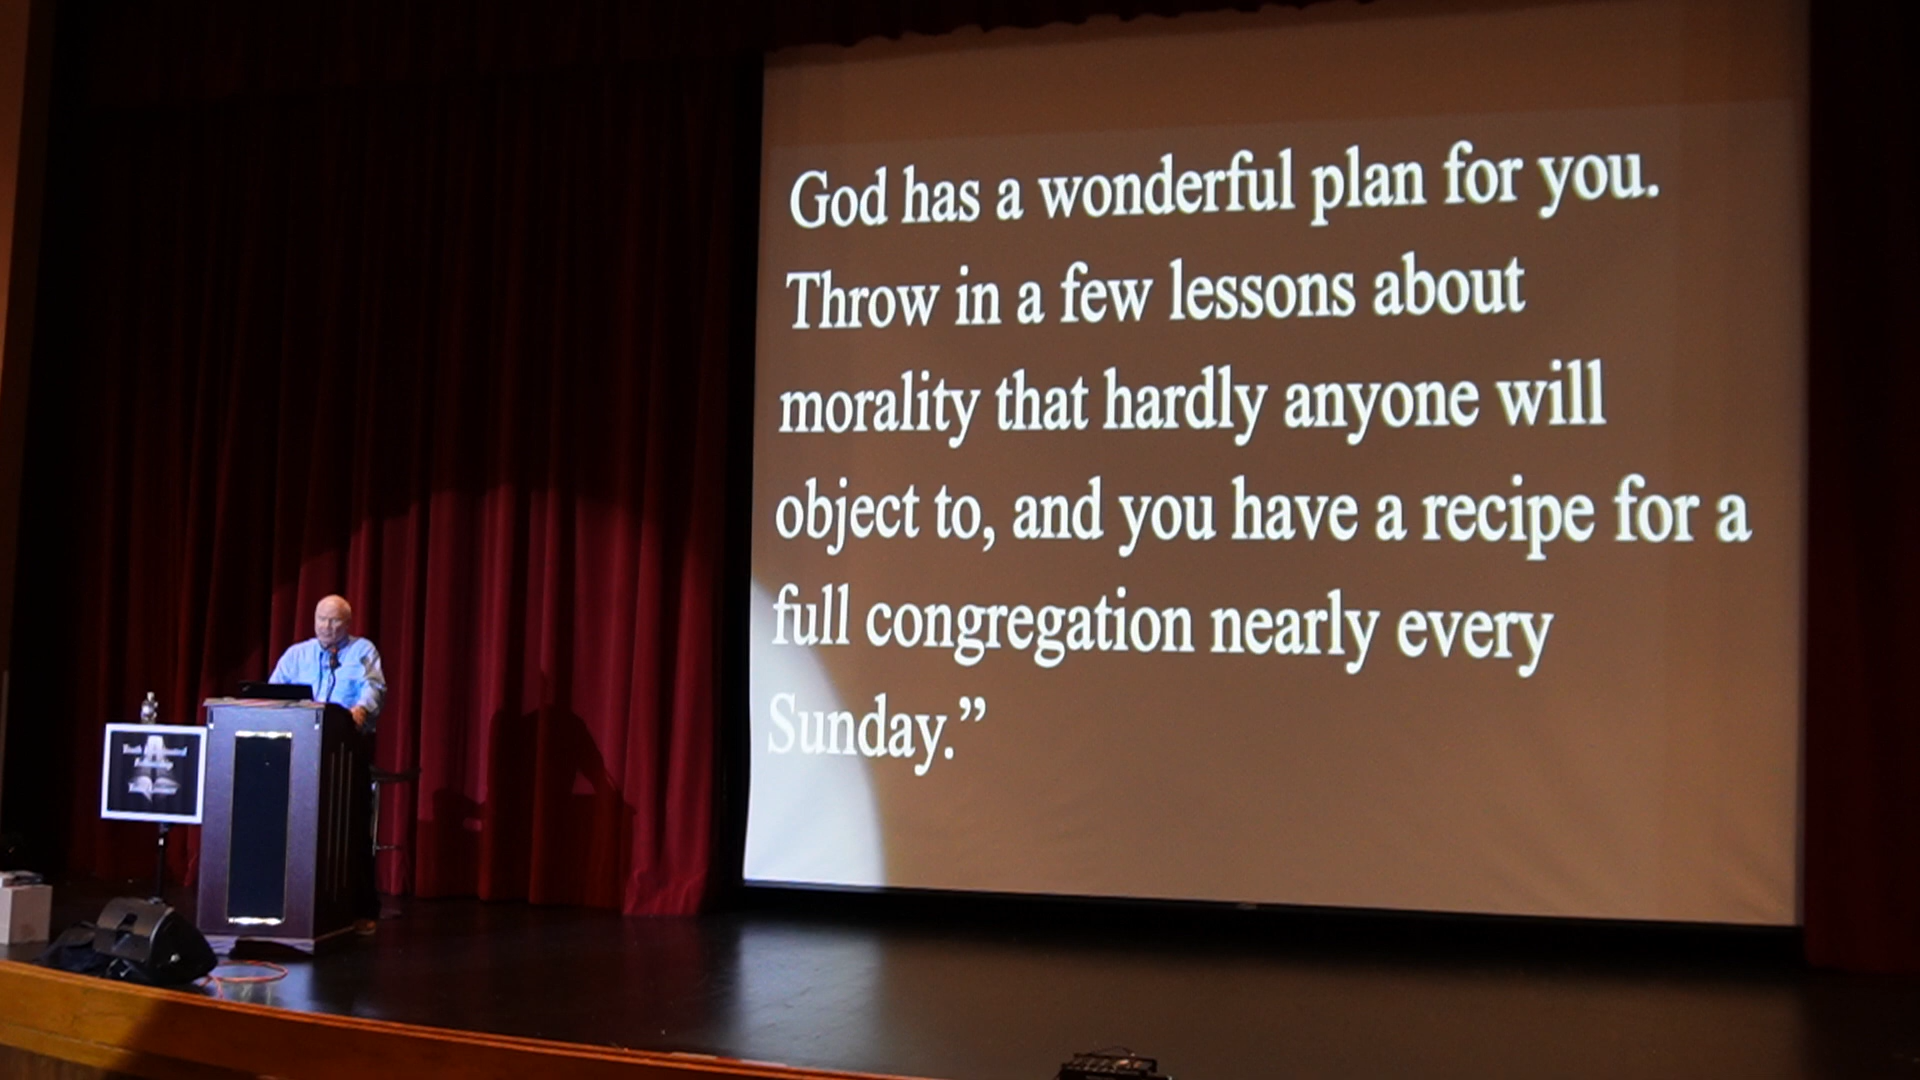 God has a wonderful plan for you.
Throw in a few lessons about
morality that hardly anyone will
object to, and you have a recipe for a
full congregation nearly every
Sunday.”